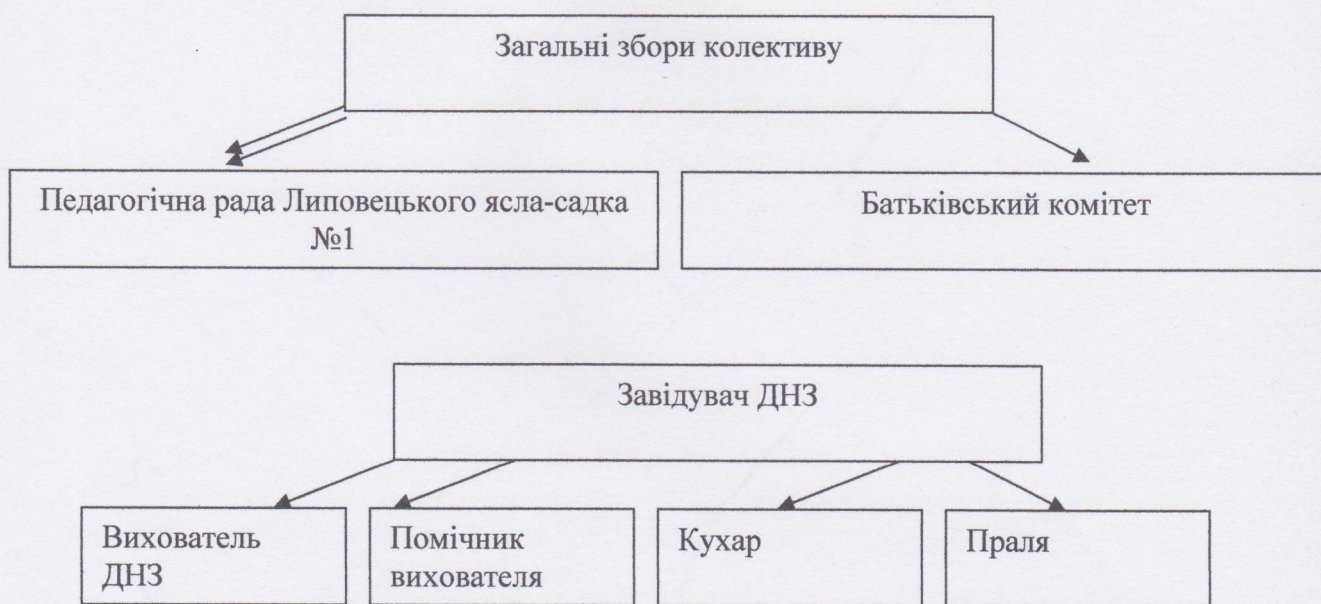 Загальні збори колективу
Педагогічна рада Липовецького ясла-садка
№1
Батьківський комітет
Завідувач ДНЗ
Вихователь
ДНЗ
Помічник
вихователя
Кухар
Праля